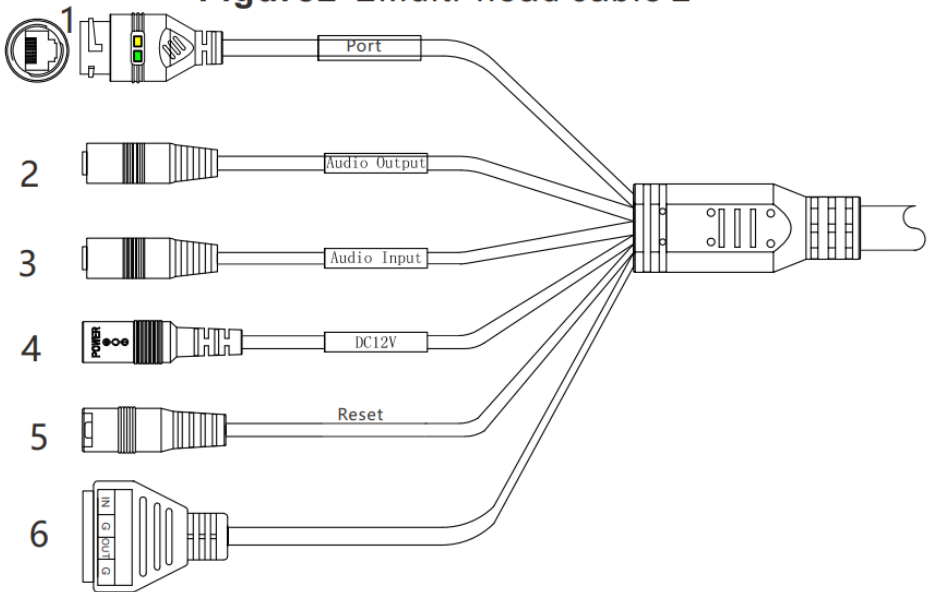 1
Port
2
Audio Output
3
Audio Input
4
POWER
DC12V
5
Reset
6
IN
G
OUT
G